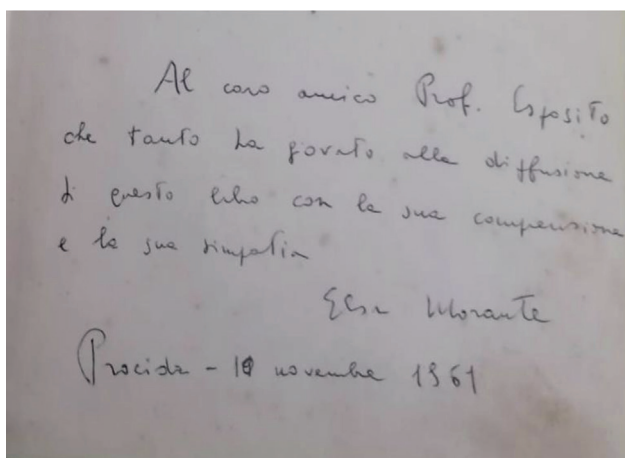 Al caro amico Prof. Esposito
che tanto ha giovato alla diffusione
di questo libro con la sua comprensione
e la sua simpatia
Elsa Morante
Procida - novembre 1961